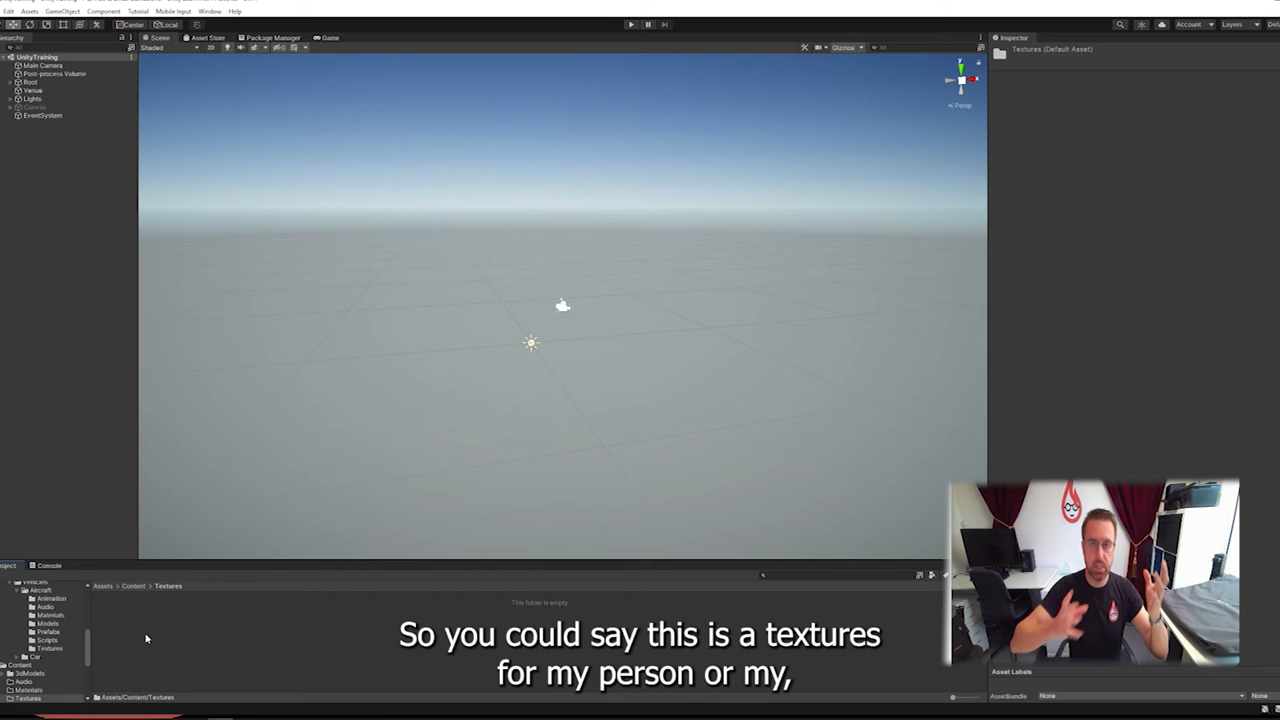 Edit Assets GameObject Component Tutorial Mobile Input Window Help
Center Local
Account Layers
Hierarchy
Scene Asset Store Package Manager Game
Inspector
All
Shaded 2D Gizmos All
Textures (Default Asset)
UnityTraining
Main Camera
Post-process Volume
Root
Venue
Lights
Canvas
EventSystem
y
x
Persp
Project Console
Vehicles
Aircraft
Animation
Audio
Materials
Models
Prefabs
Scripts
Textures
Car
Content
3dModels
Audio
Materials
Textures
Assets > Content > Textures
This folder is empty
So you could say this is a textures
for my person or my,
Assets/Content/Textures
Asset Labels
AssetBundle None None